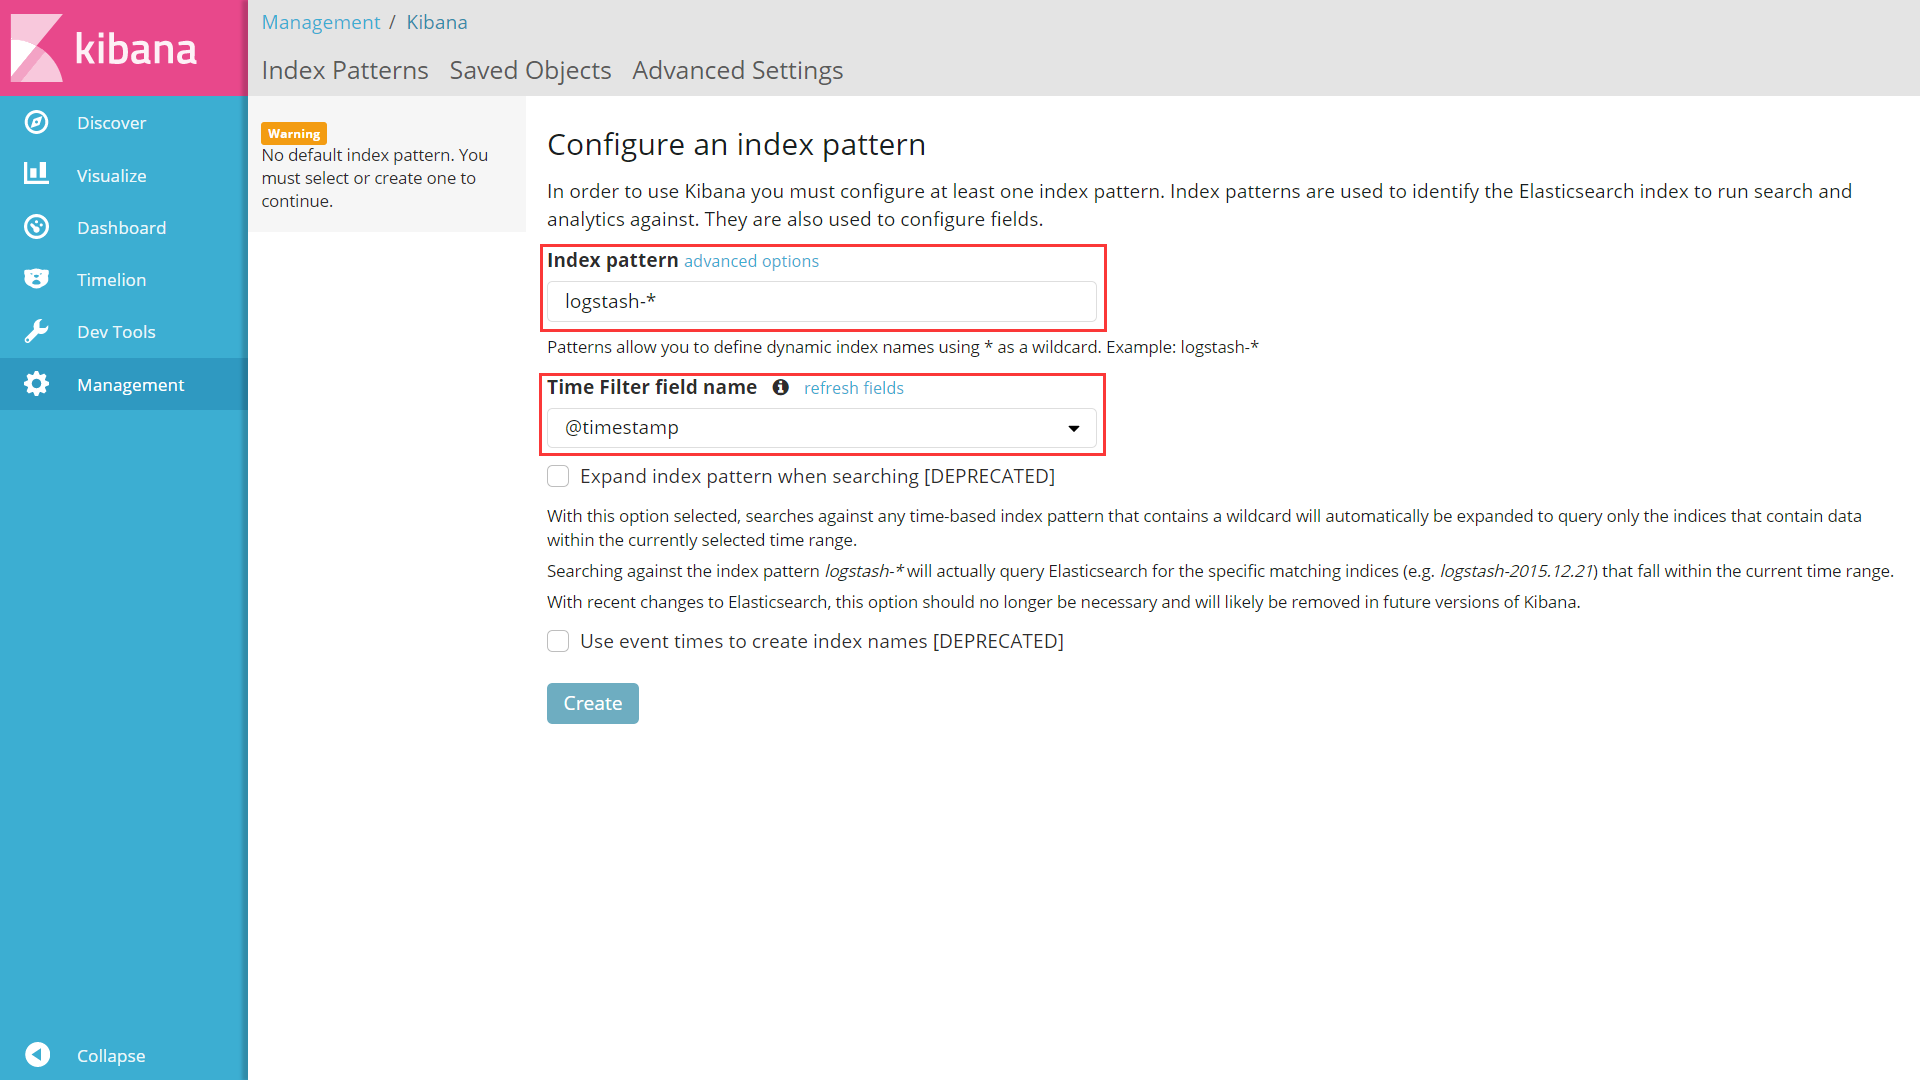 kibana
Discover
Visualize
Dashboard
Timelion
Dev Tools
Management
Collapse
Management / Kibana
Index Patterns Saved Objects Advanced Settings
Warning
No default index pattern. You
must select or create one to
continue.
Configure an index pattern
In order to use Kibana you must configure at least one index pattern. Index patterns are used to identify the Elasticsearch index to run search and
analytics against. They are also used to configure fields.
Index pattern advanced options
logstash-*
Patterns allow you to define dynamic index names using * as a wildcard. Example: logstash-*
Time Filter field name refresh fields
@timestamp
Expand index pattern when searching [DEPRECATED]
With this option selected, searches against any time-based index pattern that contains a wildcard will automatically be expanded to query only the indices that contain data
within the currently selected time range.
Searching against the index pattern logstash-* will actually query Elasticsearch for the specific matching indices (e.g. logstash-2015.12.21) that fall within the current time range.
With recent changes to Elasticsearch, this option should no longer be necessary and will likely be removed in future versions of Kibana.
Use event times to create index names [DEPRECATED]
Create